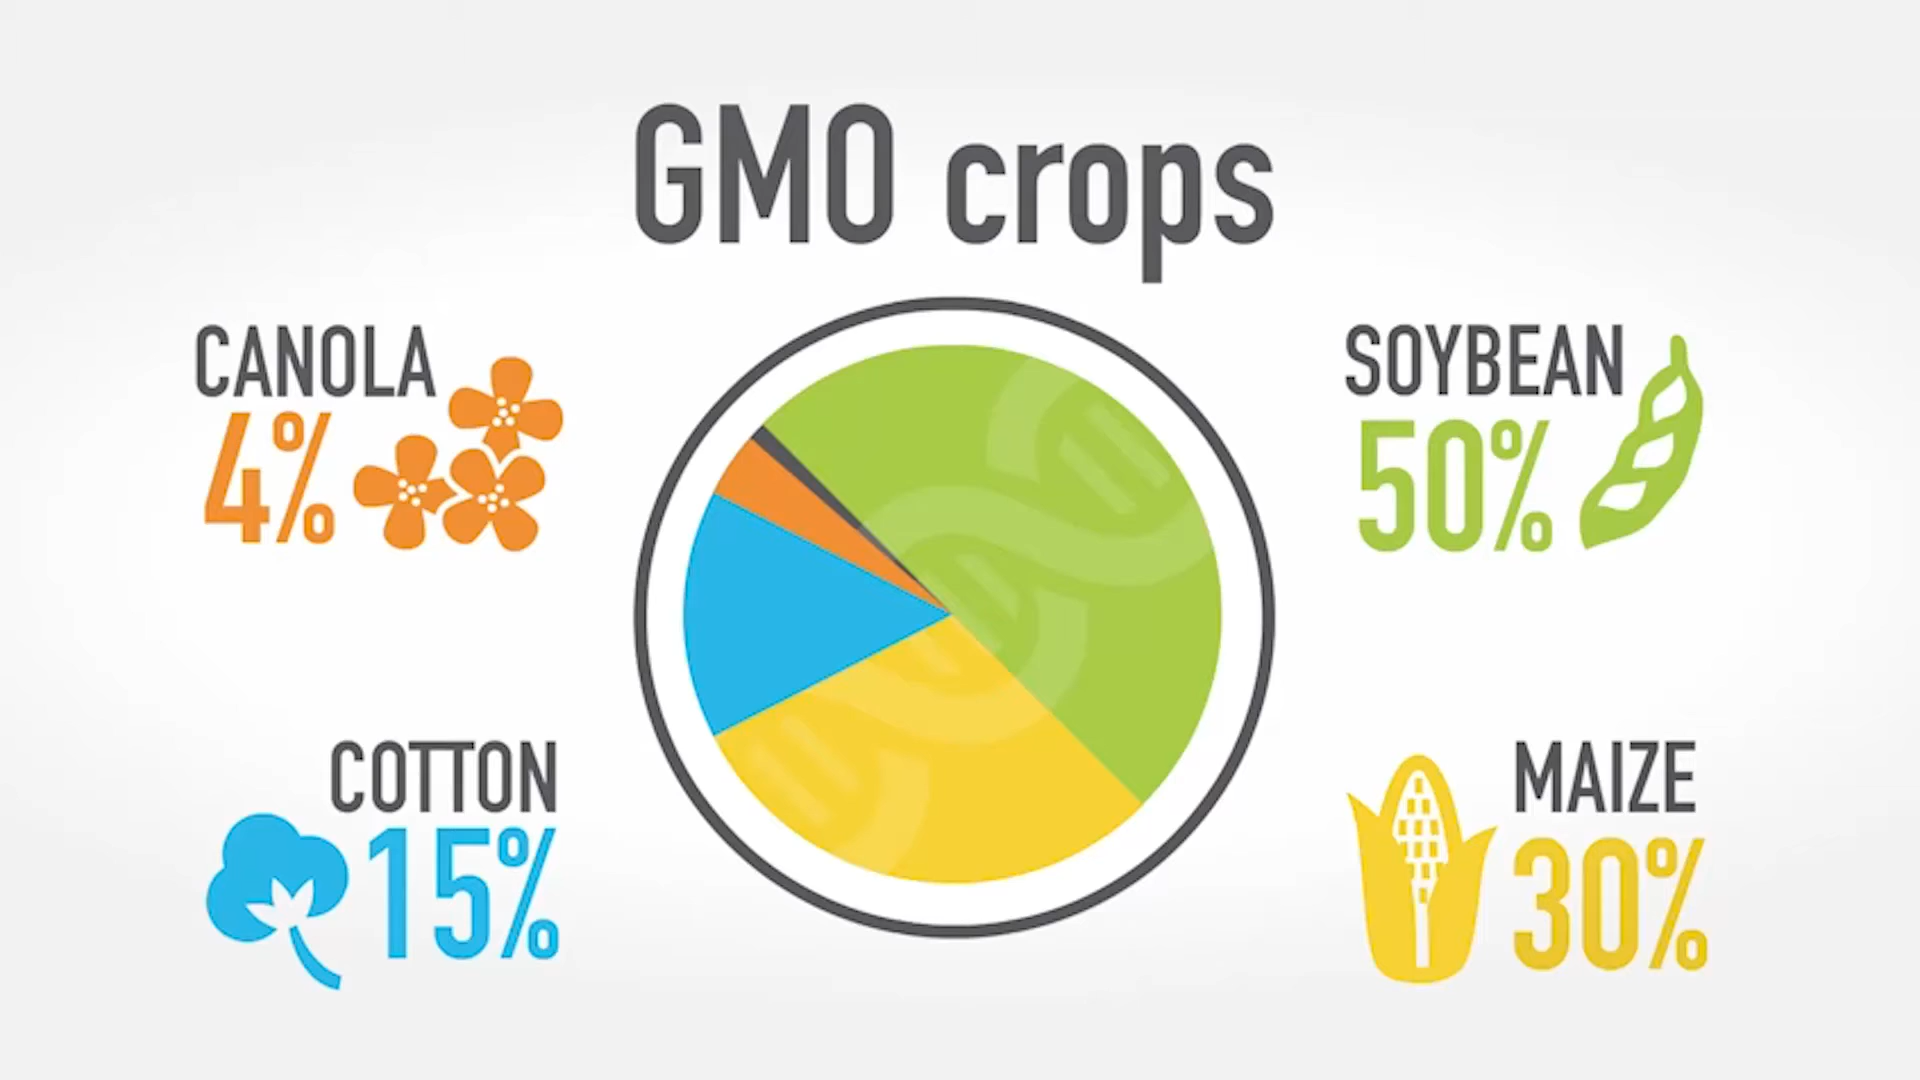 GMO crops
CANOLA
4%
SOYBEAN
50%
COTTON
15%
MAIZE
30%